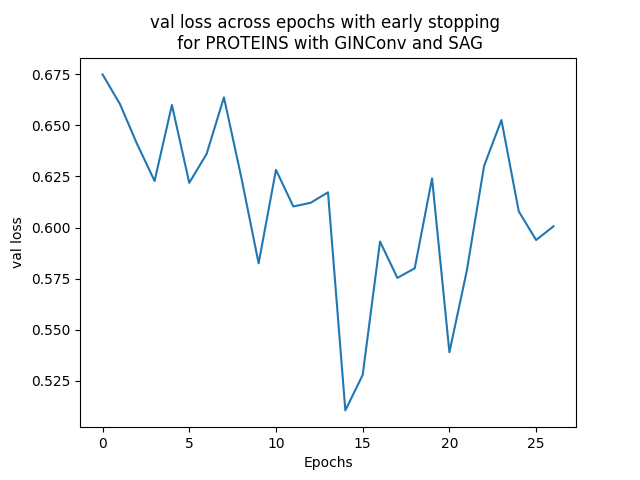 val loss across epochs with early stopping
for PROTEINS with GINConv and SAG
0.675
0.650
0.625
0.600
0.575
0.550
0.525
val loss
0 5 10 15 20 25
Epochs